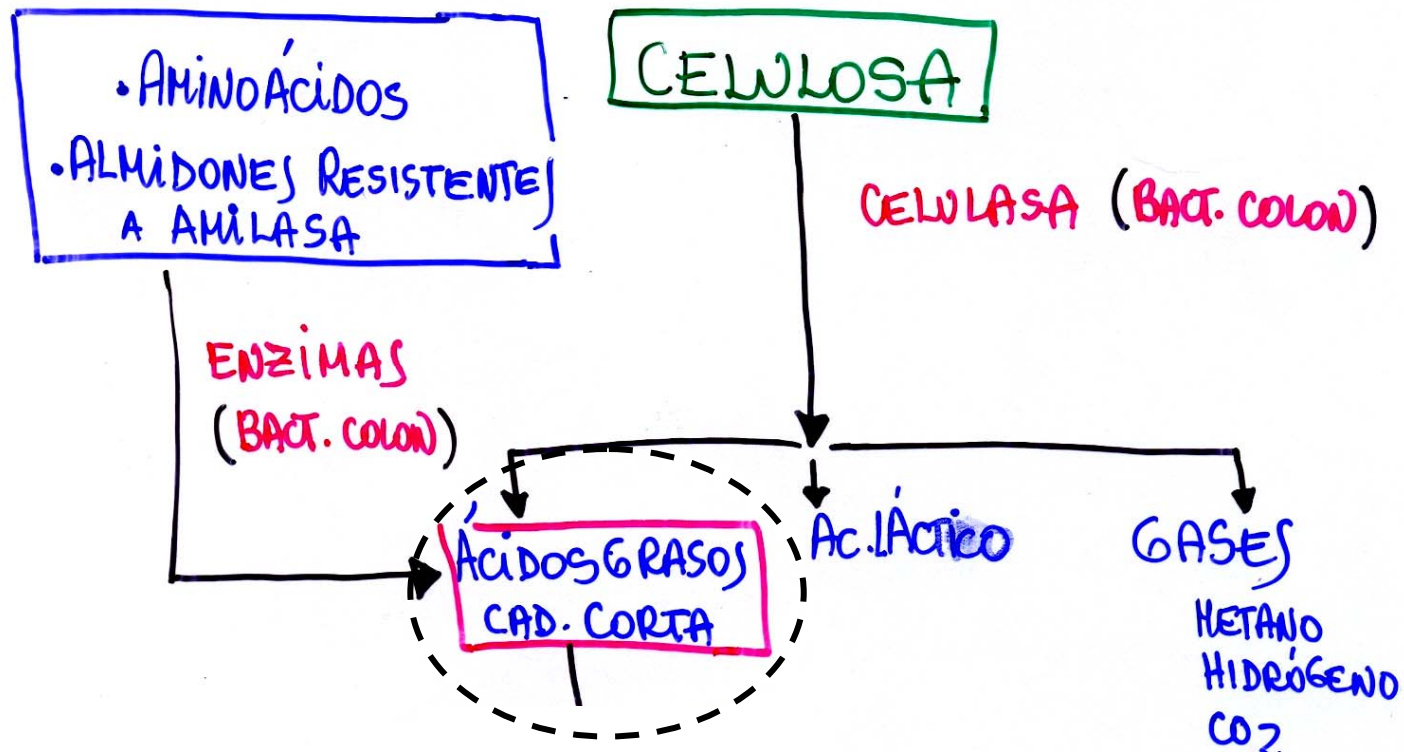 • AMINOÁCIDOS
• ALMIDONES RESISTENTES
A AMILASA
CELULOSA
CELULASA (BACT. COLON)
ENZIMAS
(BACT. COLON)
ÁCIDOS GRASOS
CAD. CORTA
AC. LÁCTICO
GASES
METANO
HIDRÓGENO
CO2